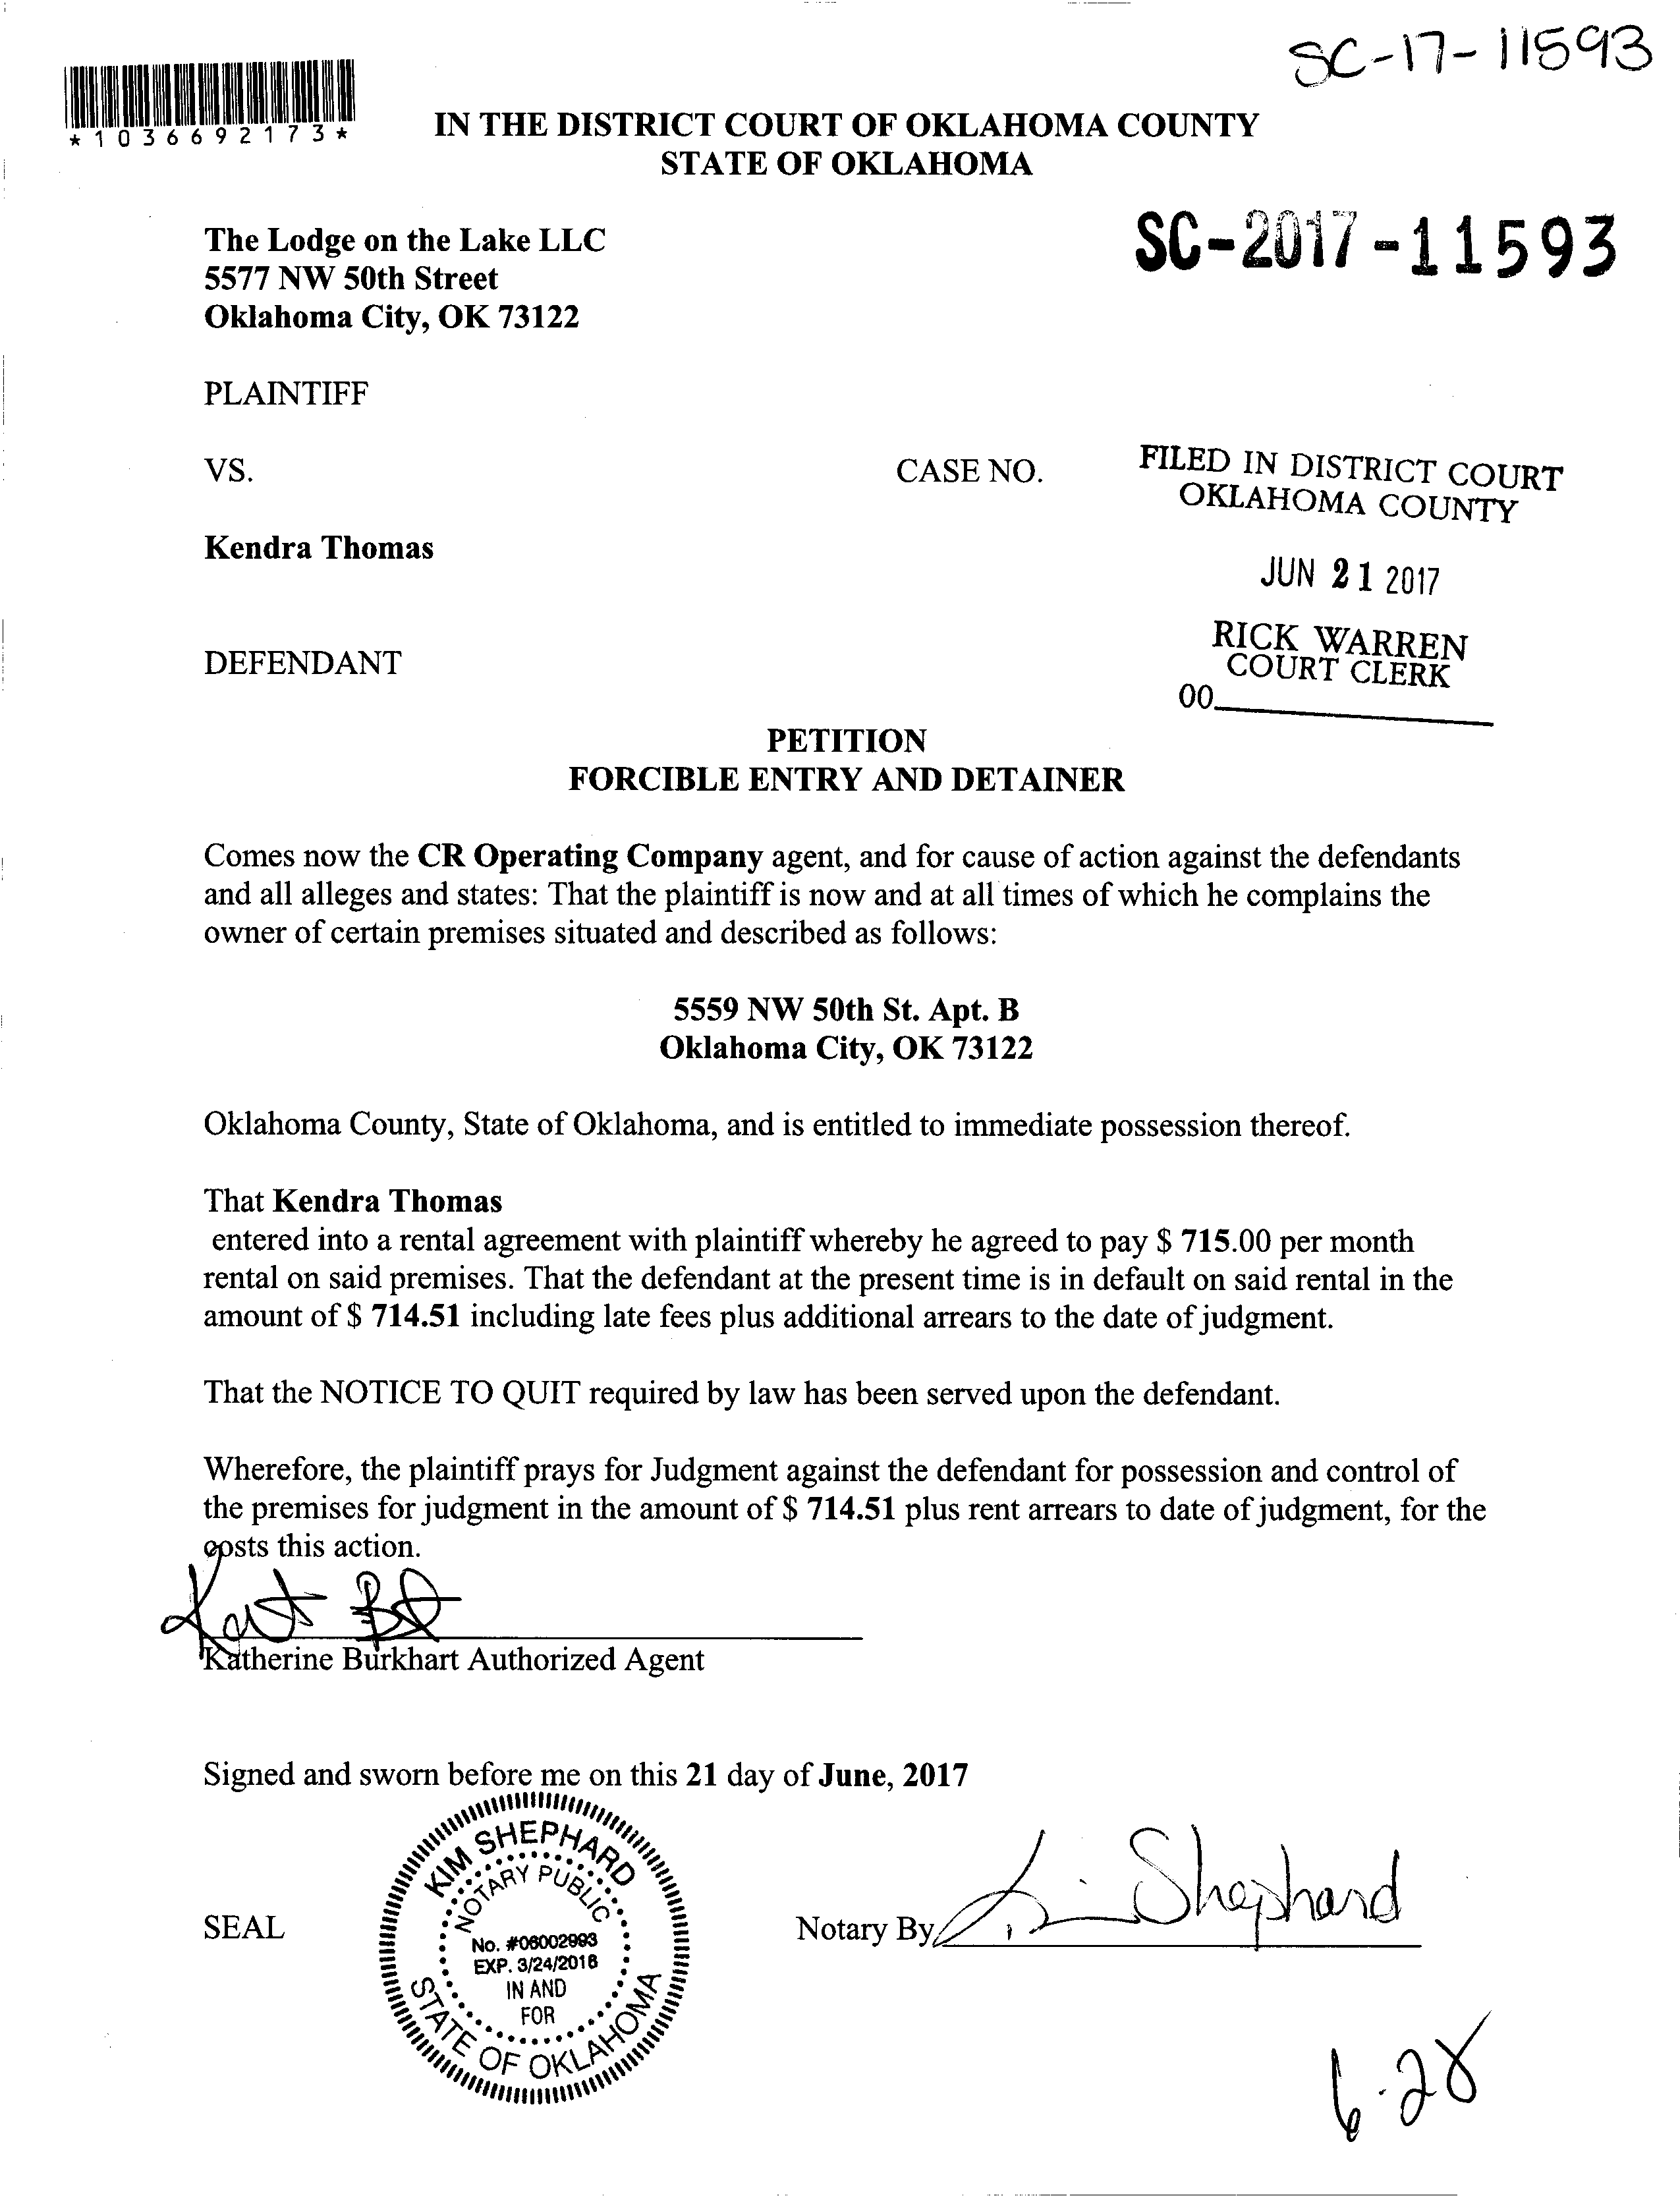 SC-17-11593
*1036692173*
IN THE DISTRICT COURT OF OKLAHOMA COUNTY
STATE OF OKLAHOMA
SC-2017-11593
The Lodge on the Lake LLC
5577 NW 50th Street
Oklahoma City, OK 73122
PLAINTIFF
VS.
CASE NO.
FILED IN DISTRICT COURT
OKLAHOMA COUNTY
Kendra Thomas
JUN 21 2017
RICK WARREN
COURT CLERK
00
DEFENDANT
PETITION
FORCIBLE ENTRY AND DETAINER
Comes now the CR Operating Company agent, and for cause of action against the defendants
and all alleges and states: That the plaintiff is now and at all times of which he complains the
owner of certain premises situated and described as follows:
5559 NW 50th St. Apt. B
Oklahoma City, OK 73122
Oklahoma County, State of Oklahoma, and is entitled to immediate possession thereof.
That Kendra Thomas
entered into a rental agreement with plaintiff whereby he agreed to pay $ 715.00 per month
rental on said premises. That the defendant at the present time is in default on said rental in the
amount of $ 714.51 including late fees plus additional arrears to the date of judgment.
That the NOTICE TO QUIT required by law has been served upon the defendant.
Wherefore, the plaintiff prays for Judgment against the defendant for possession and control of
the premises for judgment in the amount of $ 714.51 plus rent arrears to date of judgment, for the
costs this action.
Katherine Burkhart Authorized Agent
Signed and sworn before me on this 21 day of June, 2017
SEAL
KIM SHEPHARD
NOTARY PUBLIC
No. #06002993
EXP. 3/24/2018
IN AND
FOR
STATE OF OKLAHOMA
Notary By
Shephard
6-28